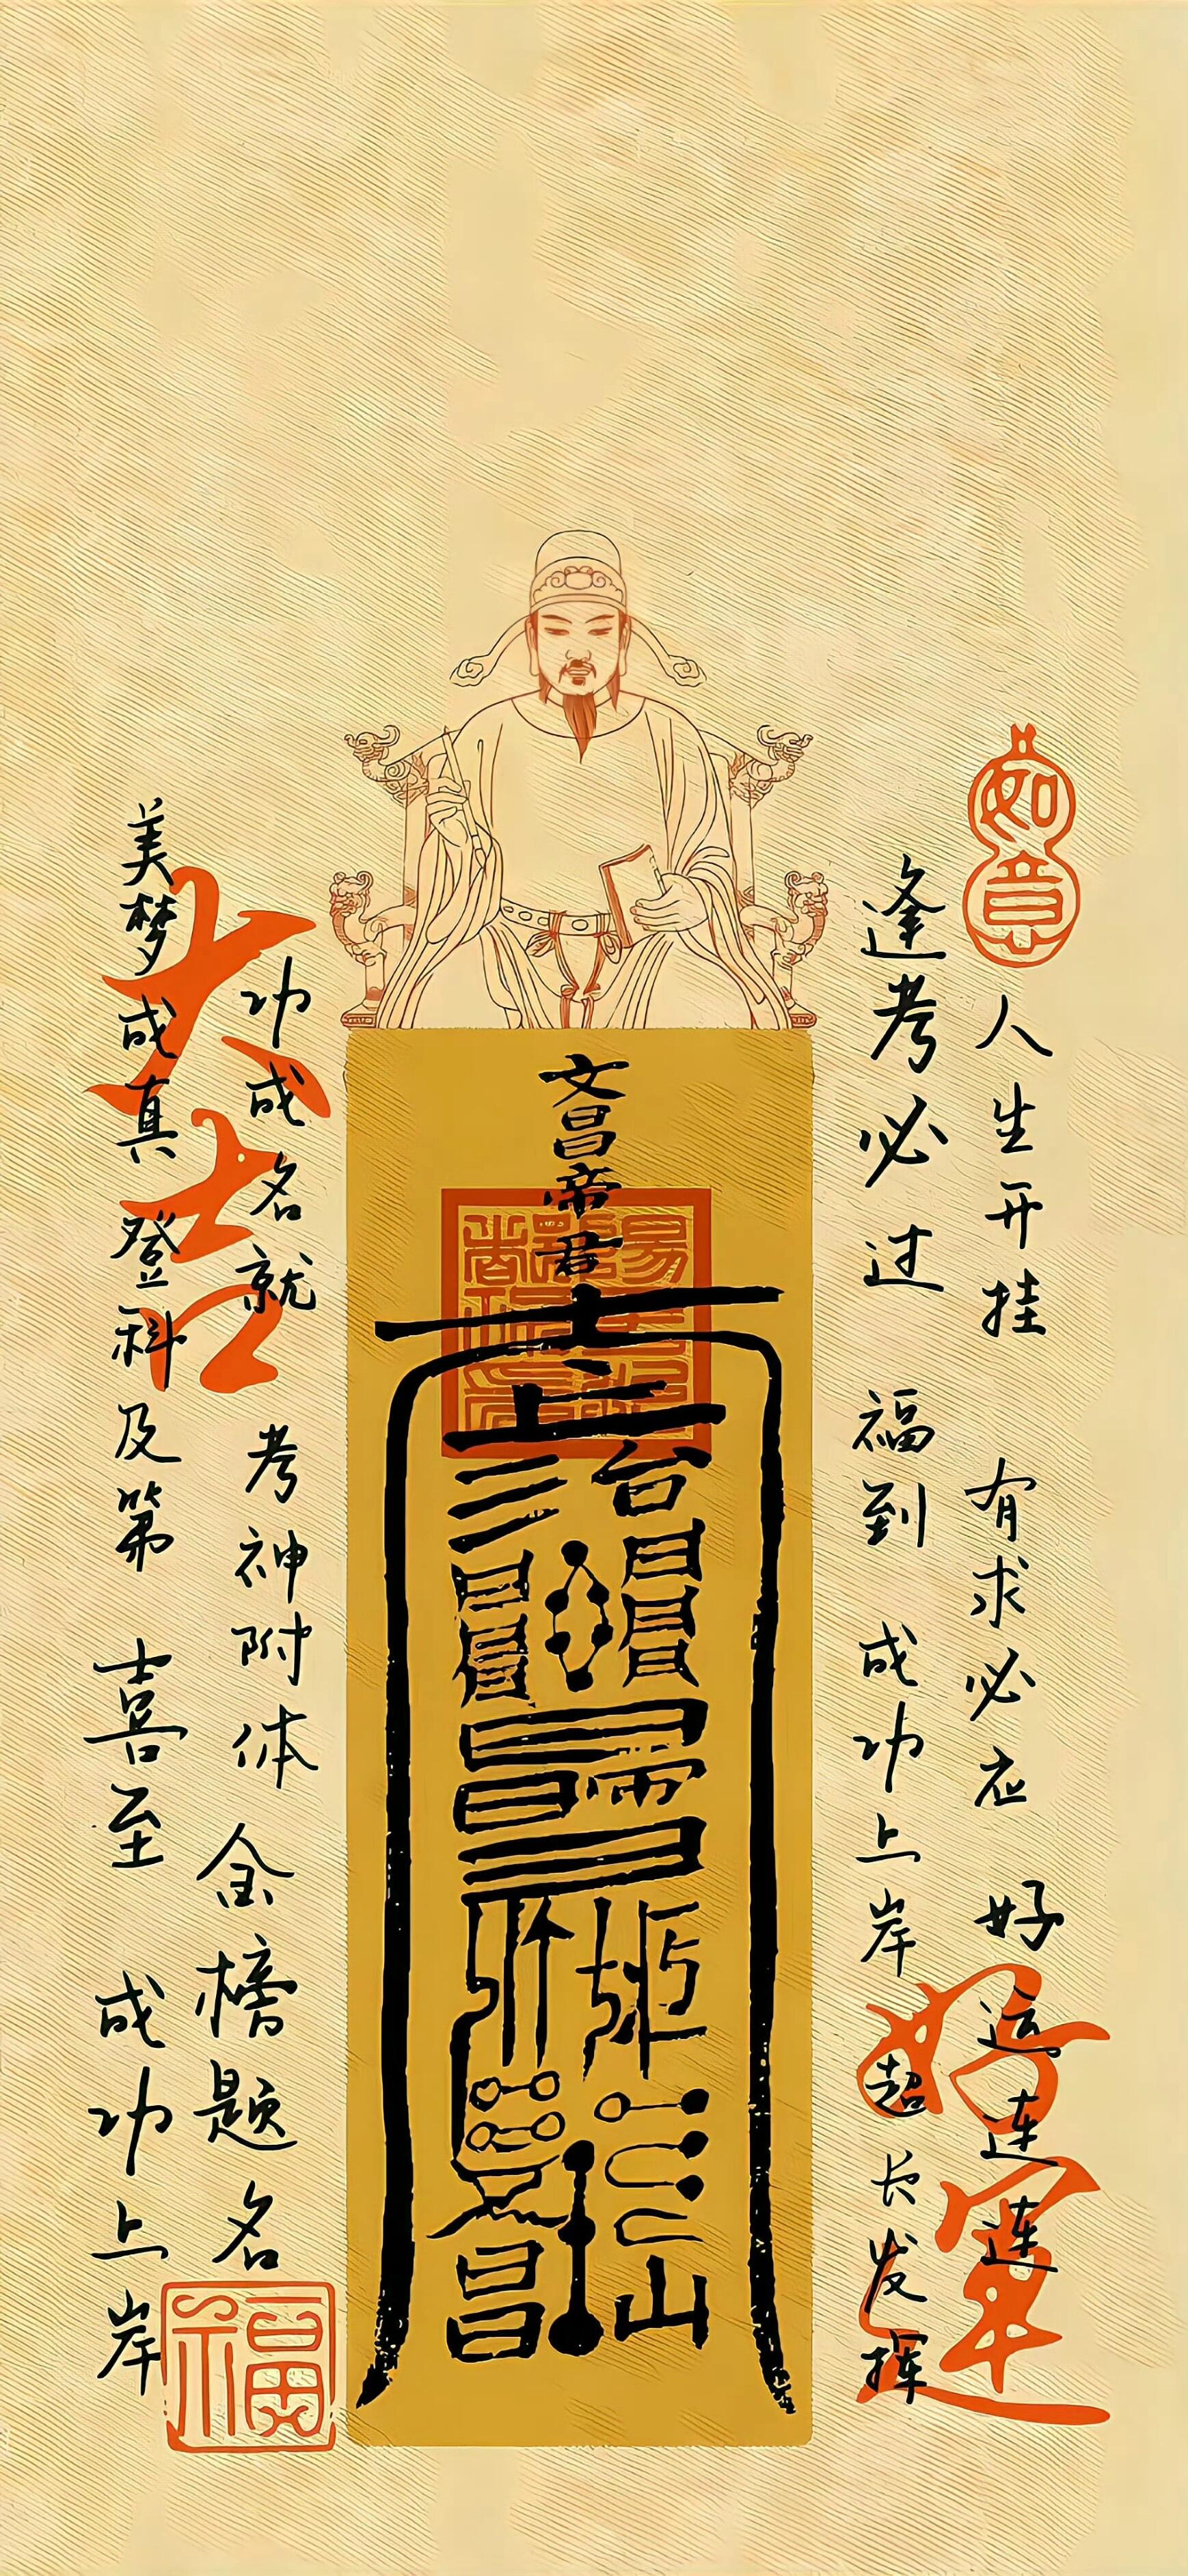 如意
人生开挂 有求必应 好运连连
逢考必过 福到 成功上岸 超长发挥
好运
文昌帝君
台
昌
山
功成名就 考神附体 金榜题名
美梦成真 登科及第 喜至 成功上岸
大吉
福